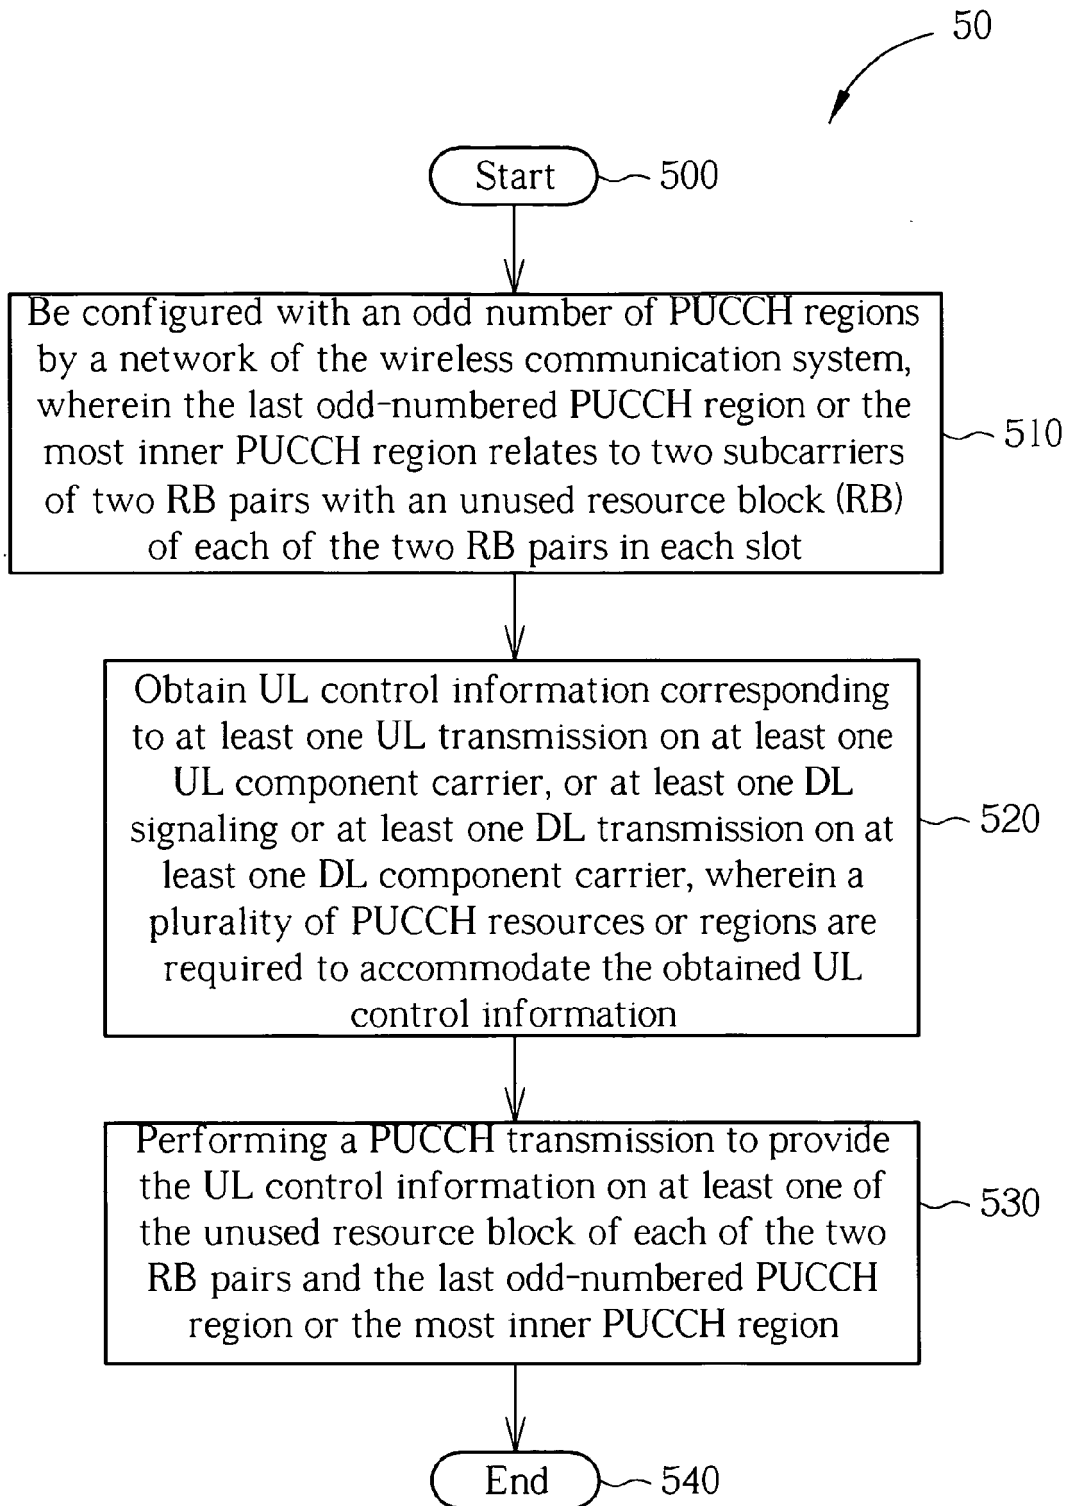 50
Start
500
Be configured with an odd number of PUCCH regions
by a network of the wireless communication system,
wherein the last odd-numbered PUCCH region or the
most inner PUCCH region relates to two subcarriers
of two RB pairs with an unused resource block (RB)
of each of the two RB pairs in each slot
510
Obtain UL control information corresponding
to at least one UL transmission on at least one
UL component carrier, or at least one DL
signaling or at least one DL transmission on at
least one DL component carrier, wherein a
plurality of PUCCH resources or regions are
required to accommodate the obtained UL
control information
520
Performing a PUCCH transmission to provide
the UL control information on at least one of
the unused resource block of each of the two
RB pairs and the last odd-numbered PUCCH
region or the most inner PUCCH region
530
End
540